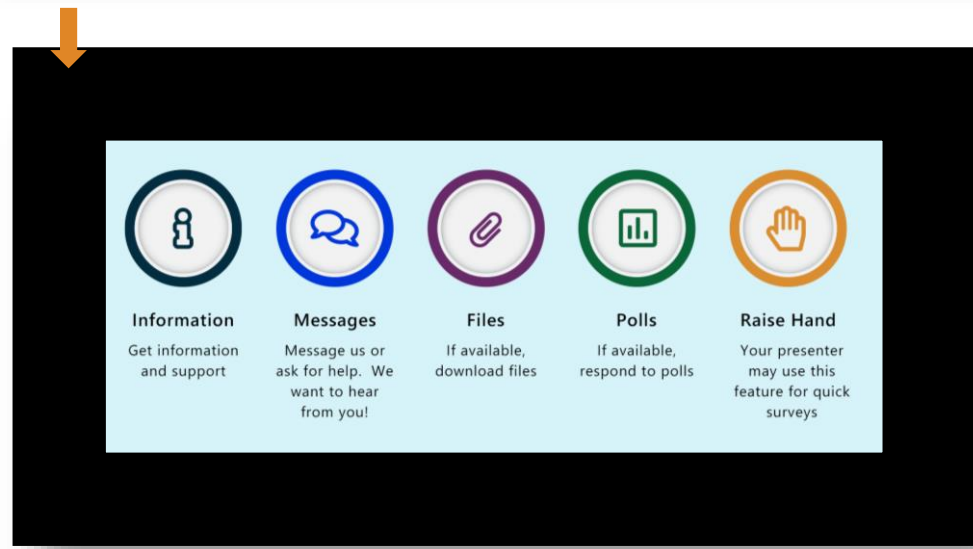 Information
Get information
and support
Messages
Message us or
ask for help.  We
want to hear
from you!
Files
If available,
download files
Polls
If available,
respond to polls
Raise Hand
Your presenter
may use this
feature for quick
surveys